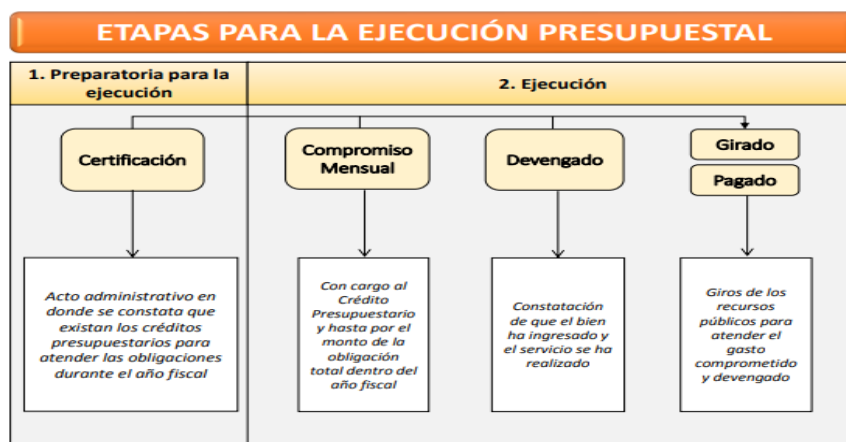 ETAPAS PARA LA EJECUCIÓN PRESUPUESTAL
1. Preparatoria para la
ejecución
2. Ejecución
Certificación
Compromiso
Mensual
Devengado
Girado
Pagado
Acto administrativo en
donde se constata que
existan los créditos
presupuestarios para
atender las obligaciones
durante el año fiscal
Con cargo al
Crédito
Presupuestario
y hasta por el
monto de la
obligación
total dentro del
año fiscal
Constatación
de que el bien
ha ingresado y
el servicio se ha
realizado
Giros de los
recursos
públicos para
atender el
gasto
comprometido
y devengado